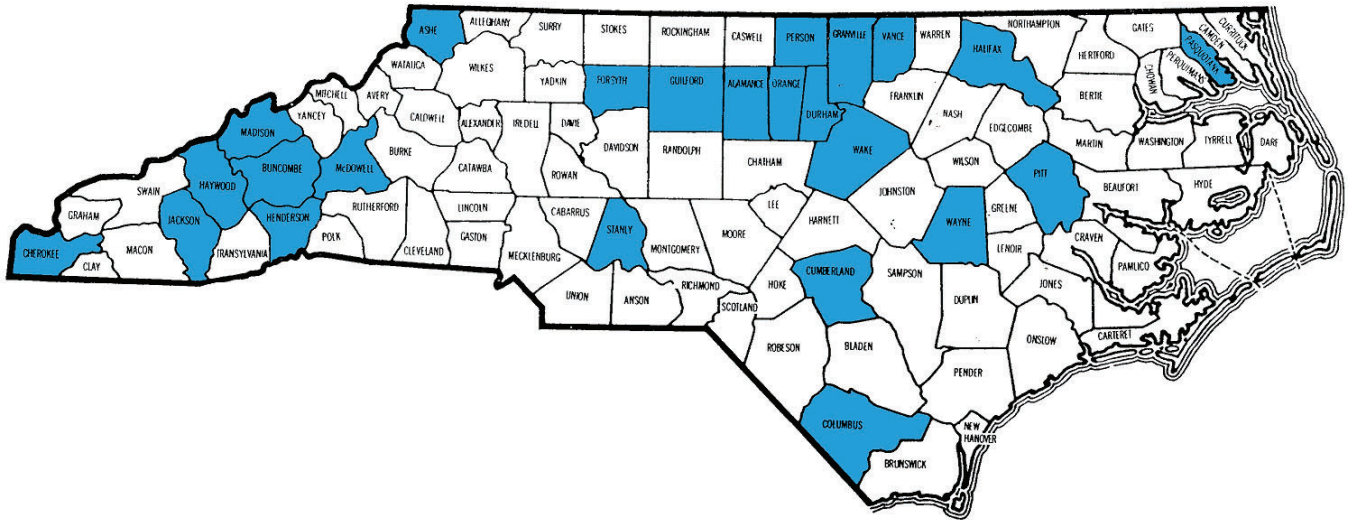 ASHE
ALLEGHANY
SURRY
STOKES
ROCKINGHAM
CASWELL
PERSON
GRANVILLE
VANCE
WARREN
NORTHAMPTON
HALIFAX
HERTFORD
GATES
CURRITUCK
CAMDEN
PASQUOTANK
PERQUIMANS
CHOWAN
BERTIE
WATAUGA
WILKES
YADKIN
FORSYTH
GUILFORD
ALAMANCE
ORANGE
DURHAM
FRANKLIN
NASH
EDGECOMBE
MARTIN
WASHINGTON
TYRRELL
DARE
MITCHELL
AVERY
YANCEY
CALDWELL
ALEXANDER
IREDELL
DAVIE
DAVIDSON
RANDOLPH
CHATHAM
WAKE
WILSON
PITT
BEAUFORT
HYDE
MADISON
BUNCOMBE
McDOWELL
BURKE
CATAWBA
ROWAN
HAYWOOD
SWAIN
GRAHAM
JACKSON
HENDERSON
RUTHERFORD
LINCOLN
CABARRUS
STANLY
MONTGOMERY
MOORE
LEE
HARNETT
JOHNSTON
WAYNE
GREENE
LENOIR
CRAVEN
PAMLICO
CHEROKEE
CLAY
MACON
TRANSYLVANIA
POLK
CLEVELAND
GASTON
MECKLENBURG
UNION
ANSON
RICHMOND
SCOTLAND
HOKE
CUMBERLAND
SAMPSON
DUPLIN
JONES
CARTERET
ONSLOW
ROBESON
BLADEN
PENDER
COLUMBUS
NEW
HANOVER
BRUNSWICK